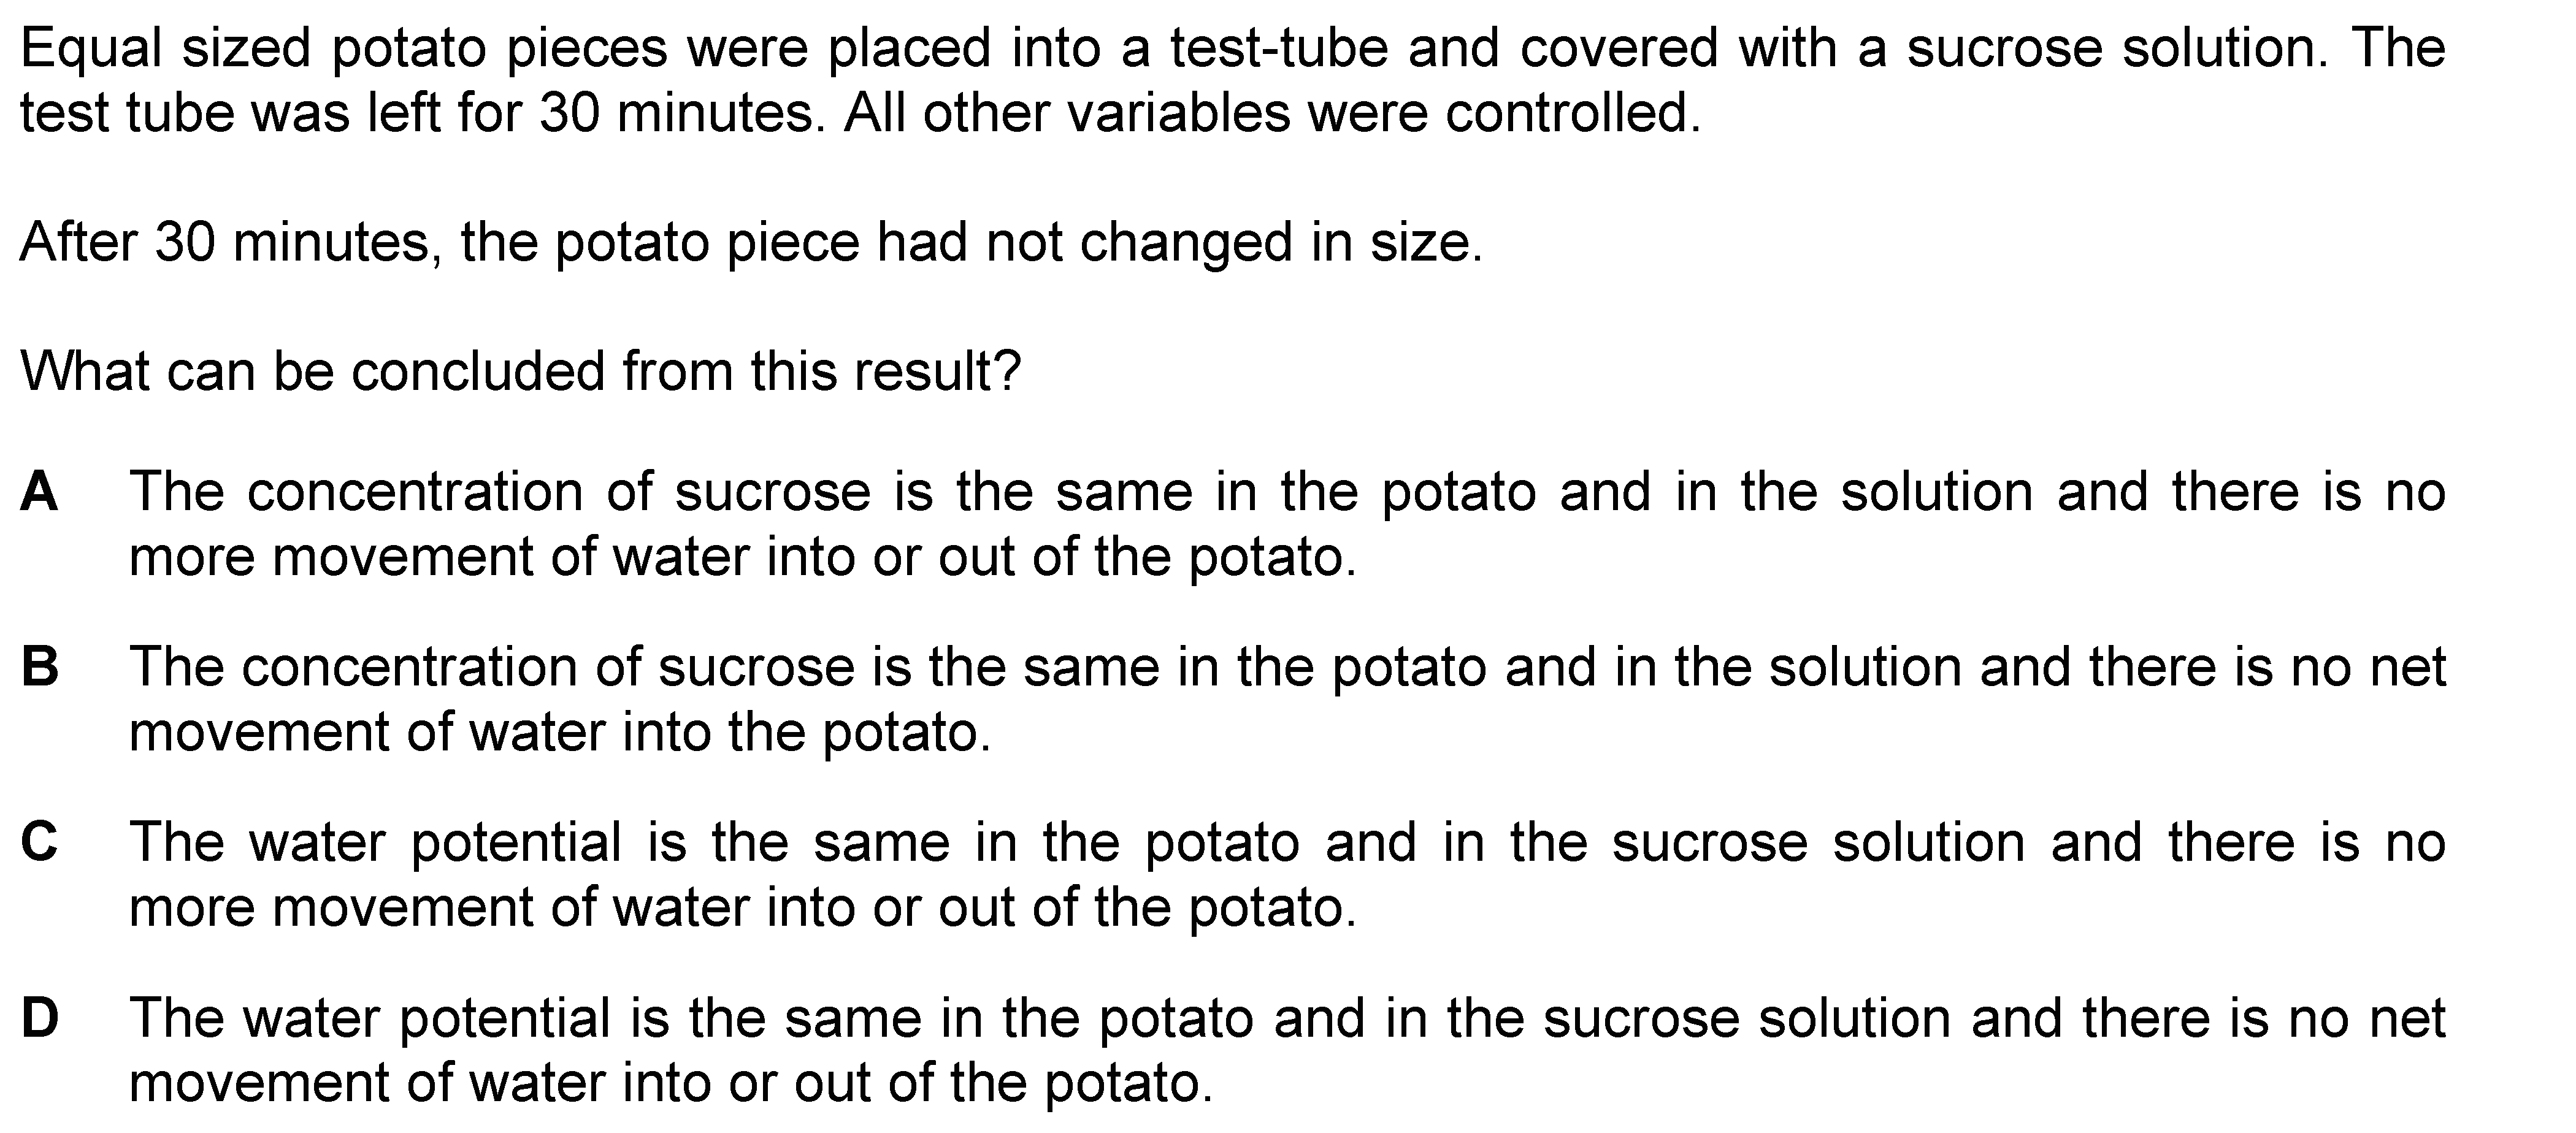 Equal sized potato pieces were placed into a test-tube and covered with a sucrose solution. The
test tube was left for 30 minutes. All other variables were controlled.
After 30 minutes, the potato piece had not changed in size.
What can be concluded from this result?
A The concentration of sucrose is the same in the potato and in the solution and there is no
more movement of water into or out of the potato.
B The concentration of sucrose is the same in the potato and in the solution and there is no net
movement of water into the potato.
C The water potential is the same in the potato and in the sucrose solution and there is no
more movement of water into or out of the potato.
D The water potential is the same in the potato and in the sucrose solution and there is no net
movement of water into or out of the potato.